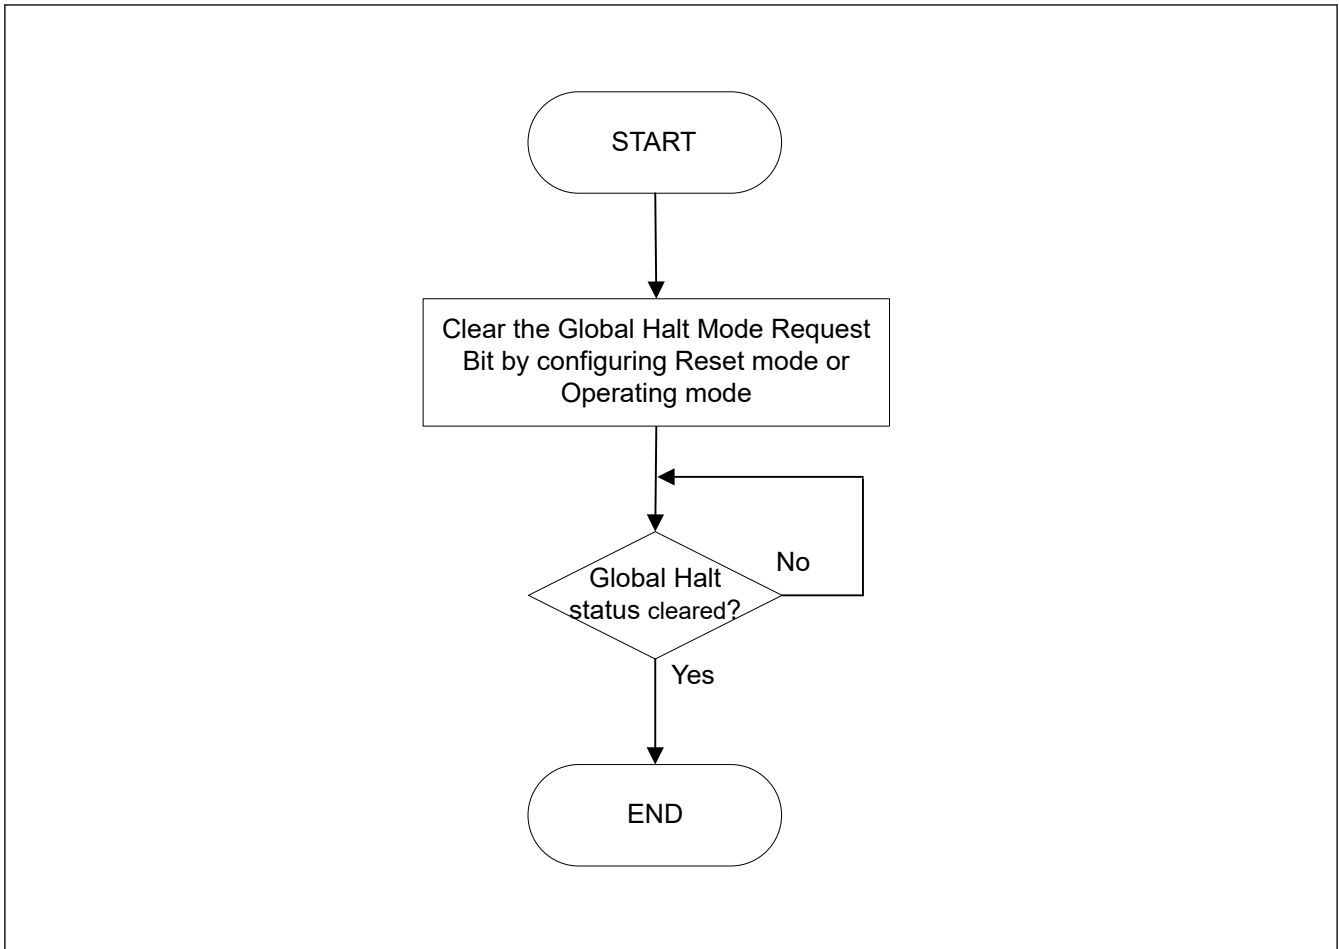 START
Clear the Global Halt Mode Request
Bit by configuring Reset mode or
Operating mode
No
Global Halt
status cleared?
Yes
END